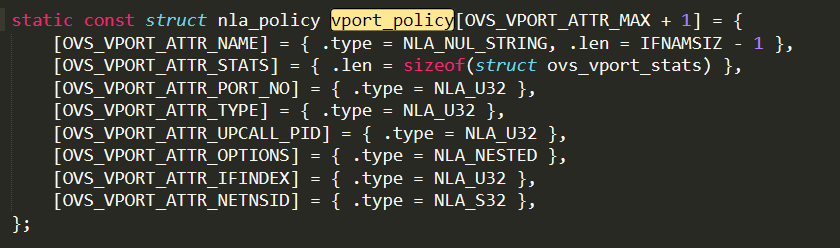 static const struct nla_policy vport_policy[OVS_VPORT_ATTR_MAX + 1] = {
    [OVS_VPORT_ATTR_NAME] = { .type = NLA_NUL_STRING, .len = IFNAMSIZ - 1 },
    [OVS_VPORT_ATTR_STATS] = { .len = sizeof(struct ovs_vport_stats) },
    [OVS_VPORT_ATTR_PORT_NO] = { .type = NLA_U32 },
    [OVS_VPORT_ATTR_TYPE] = { .type = NLA_U32 },
    [OVS_VPORT_ATTR_UPCALL_PID] = { .type = NLA_U32 },
    [OVS_VPORT_ATTR_OPTIONS] = { .type = NLA_NESTED },
    [OVS_VPORT_ATTR_IFINDEX] = { .type = NLA_U32 },
    [OVS_VPORT_ATTR_NETNSID] = { .type = NLA_S32 },
};